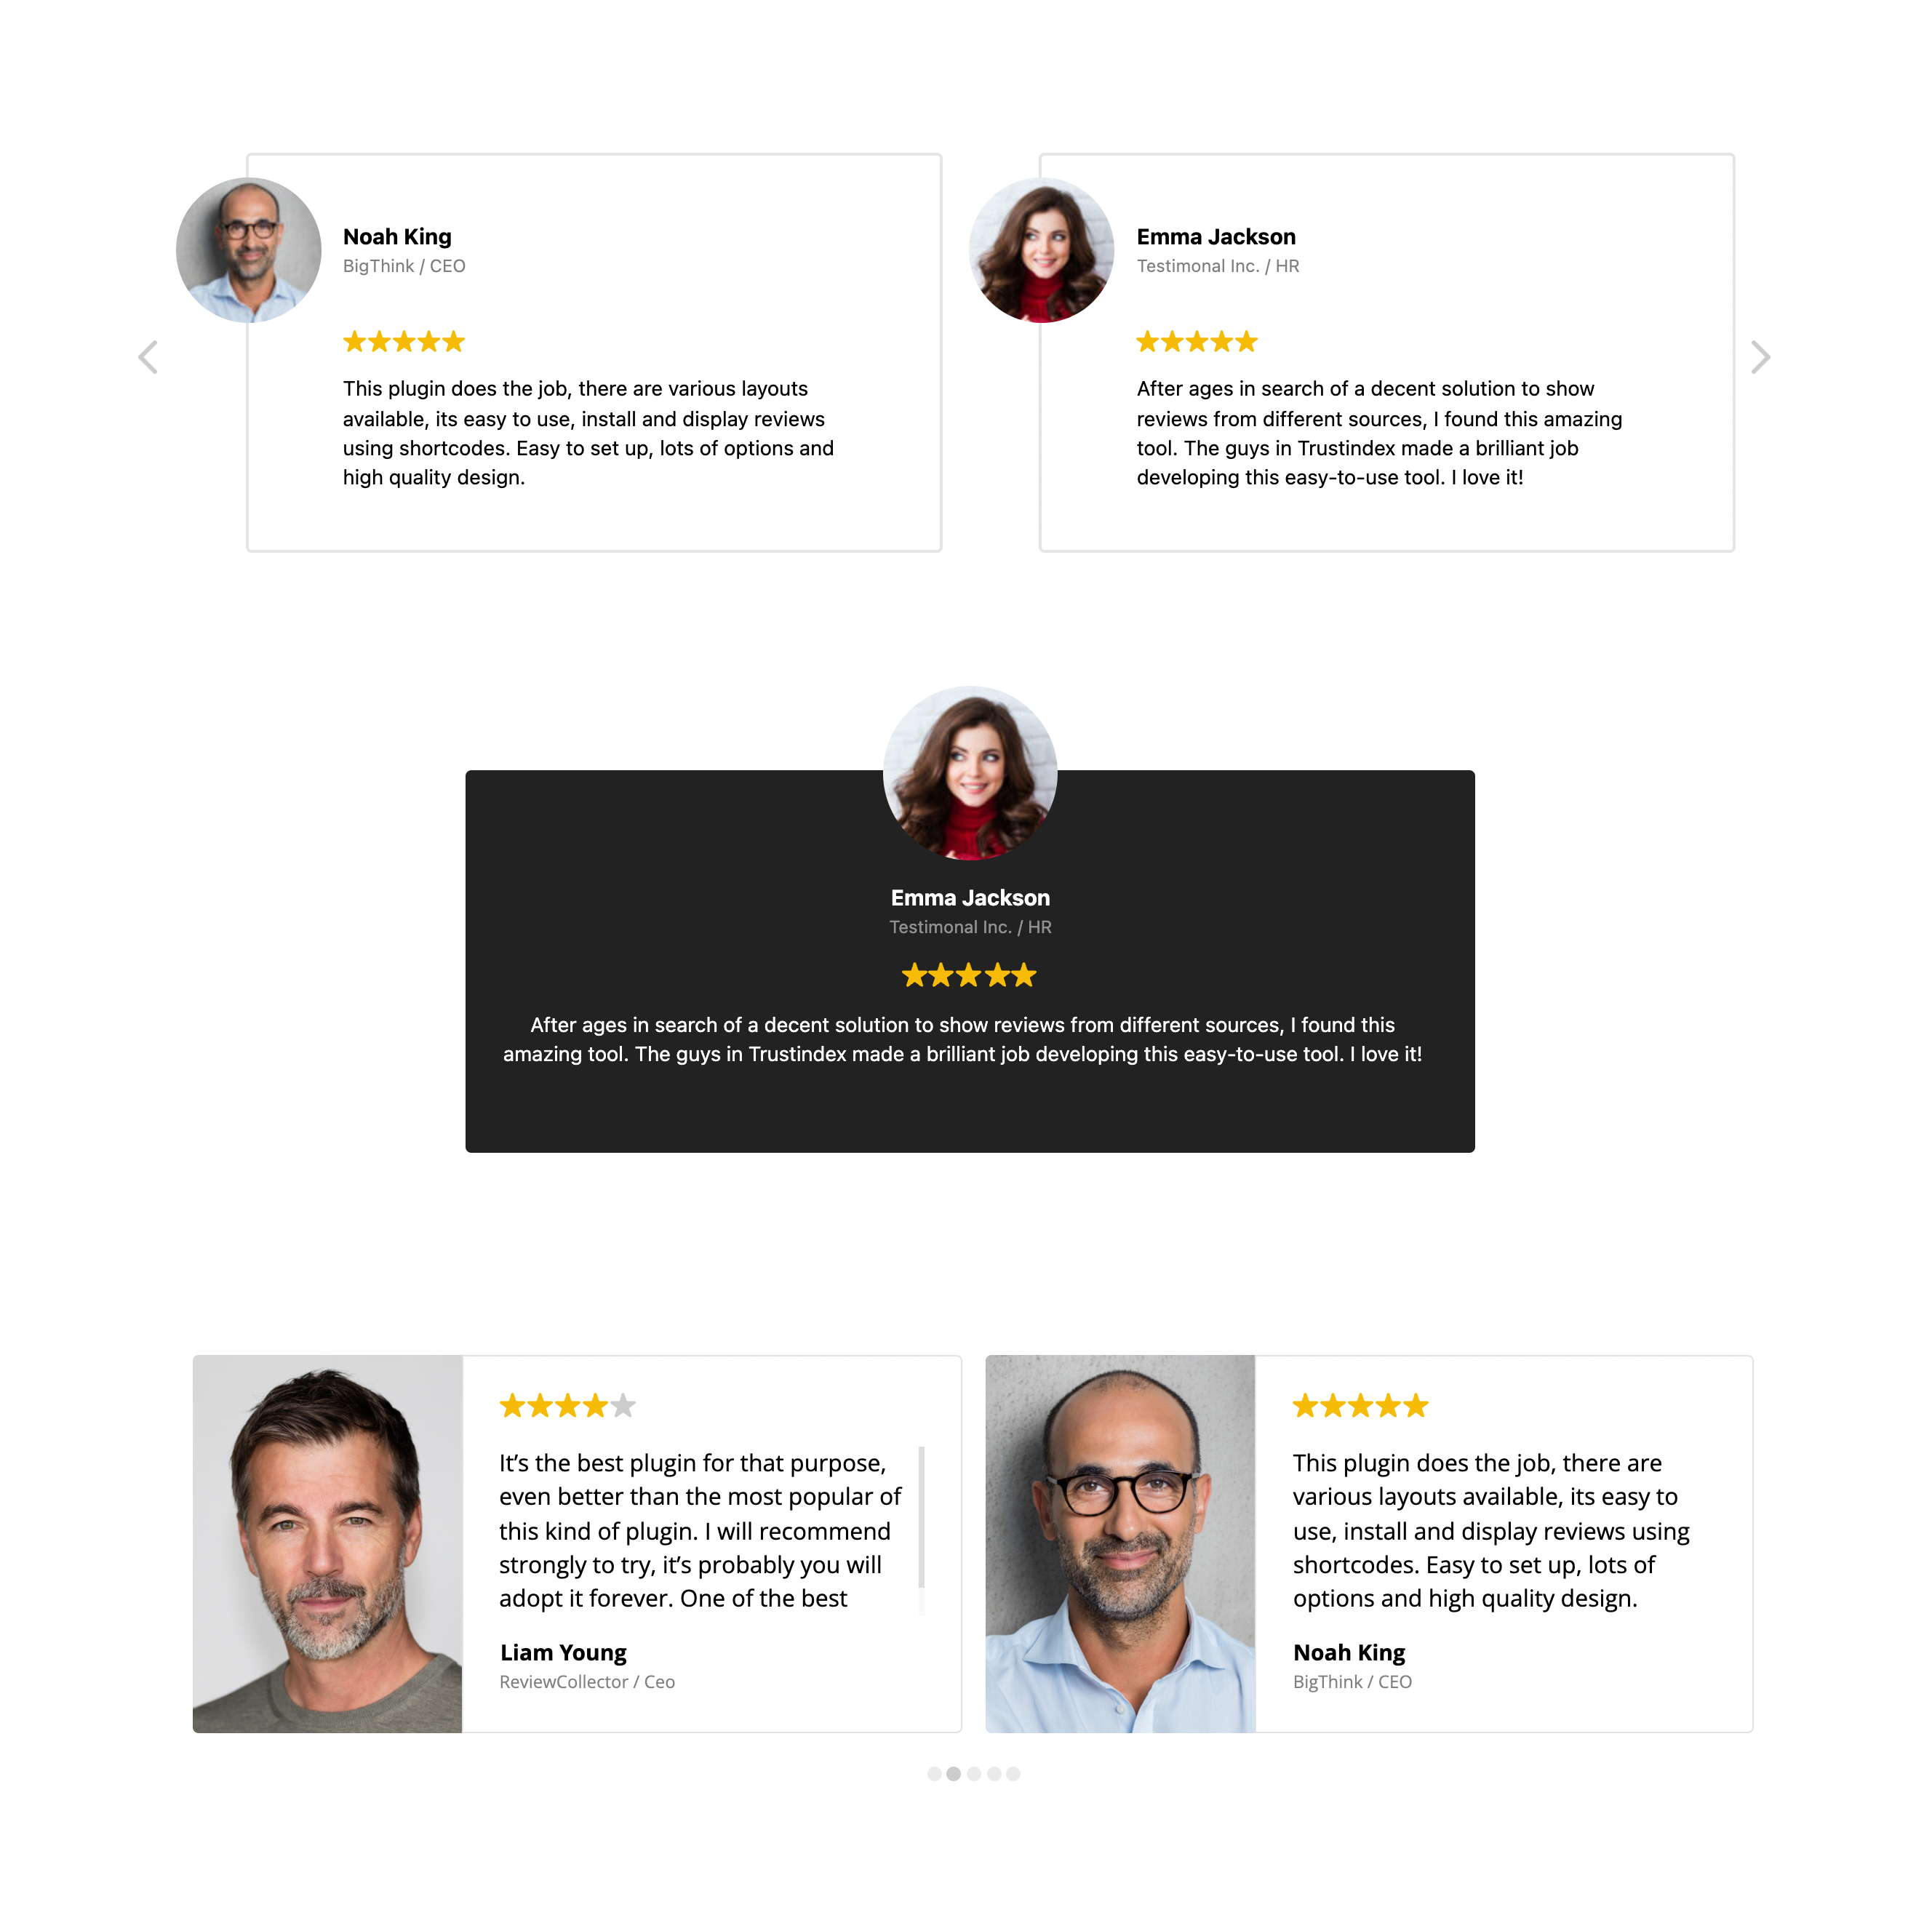 Noah King
BigThink / CEO
This plugin does the job, there are various layouts
available, its easy to use, install and display reviews
using shortcodes. Easy to set up, lots of options and
high quality design.
Emma Jackson
Testimonal Inc. / HR
After ages in search of a decent solution to show
reviews from different sources, I found this amazing
tool. The guys in Trustindex made a brilliant job
developing this easy-to-use tool. I love it!
Emma Jackson
Testimonal Inc. / HR
After ages in search of a decent solution to show reviews from different sources, I found this
amazing tool. The guys in Trustindex made a brilliant job developing this easy-to-use tool. I love it!
It’s the best plugin for that purpose,
even better than the most popular of
this kind of plugin. I will recommend
strongly to try, it’s probably you will
adopt it forever. One of the best
Liam Young
ReviewCollector / Ceo
This plugin does the job, there are
various layouts available, its easy to
use, install and display reviews using
shortcodes. Easy to set up, lots of
options and high quality design.
Noah King
BigThink / CEO